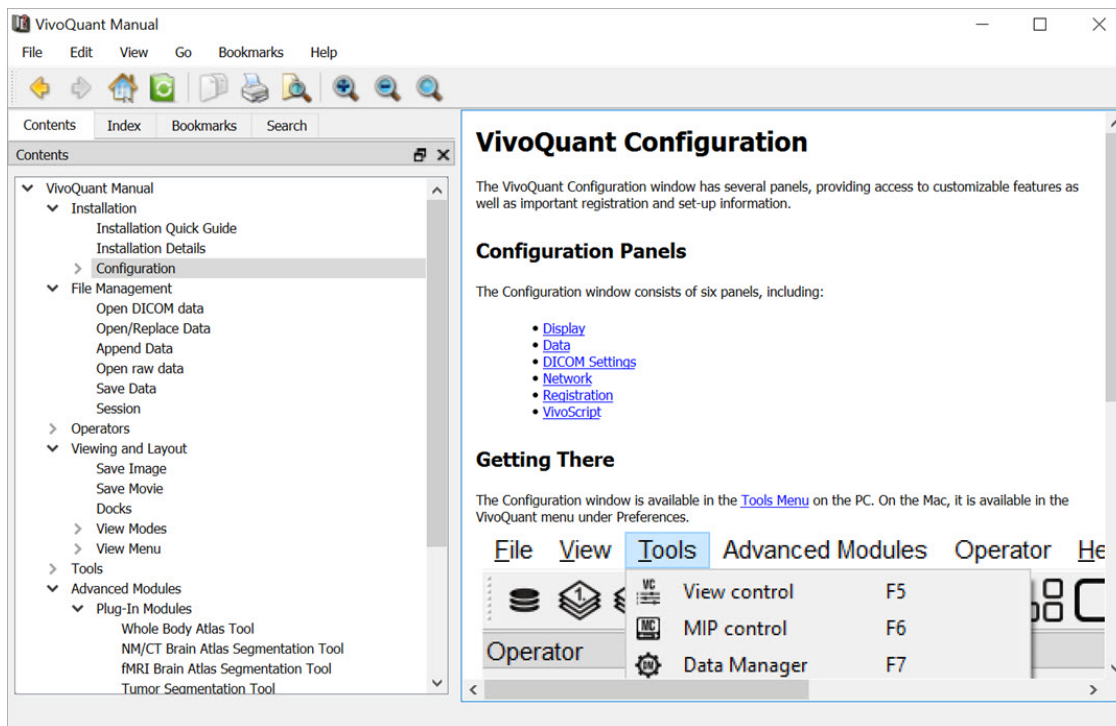 VivoQuant Manual
File Edit View Go Bookmarks Help
Contents Index Bookmarks Search
Contents
VivoQuant Manual
Installation
Installation Quick Guide
Installation Details
Configuration
File Management
Open DICOM data
Open/Replace Data
Append Data
Open raw data
Save Data
Session
Operators
Viewing and Layout
Save Image
Save Movie
Docks
View Modes
View Menu
Tools
Advanced Modules
Plug-In Modules
Whole Body Atlas Tool
NM/CT Brain Atlas Segmentation Tool
fMRI Brain Atlas Segmentation Tool
Tumor Segmentation Tool
VivoQuant Configuration
The VivoQuant Configuration window has several panels, providing access to customizable features as
well as important registration and set-up information.
Configuration Panels
The Configuration window consists of six panels, including:
• Display
• Data
• DICOM Settings
• Network
• Registration
• VivoScript
Getting There
The Configuration window is available in the Tools Menu on the PC. On the Mac, it is available in the
VivoQuant menu under Preferences.
File View Tools Advanced Modules Operator He
1.
VC View control F5
MC MIP control F6
Operator
DM Data Manager F7